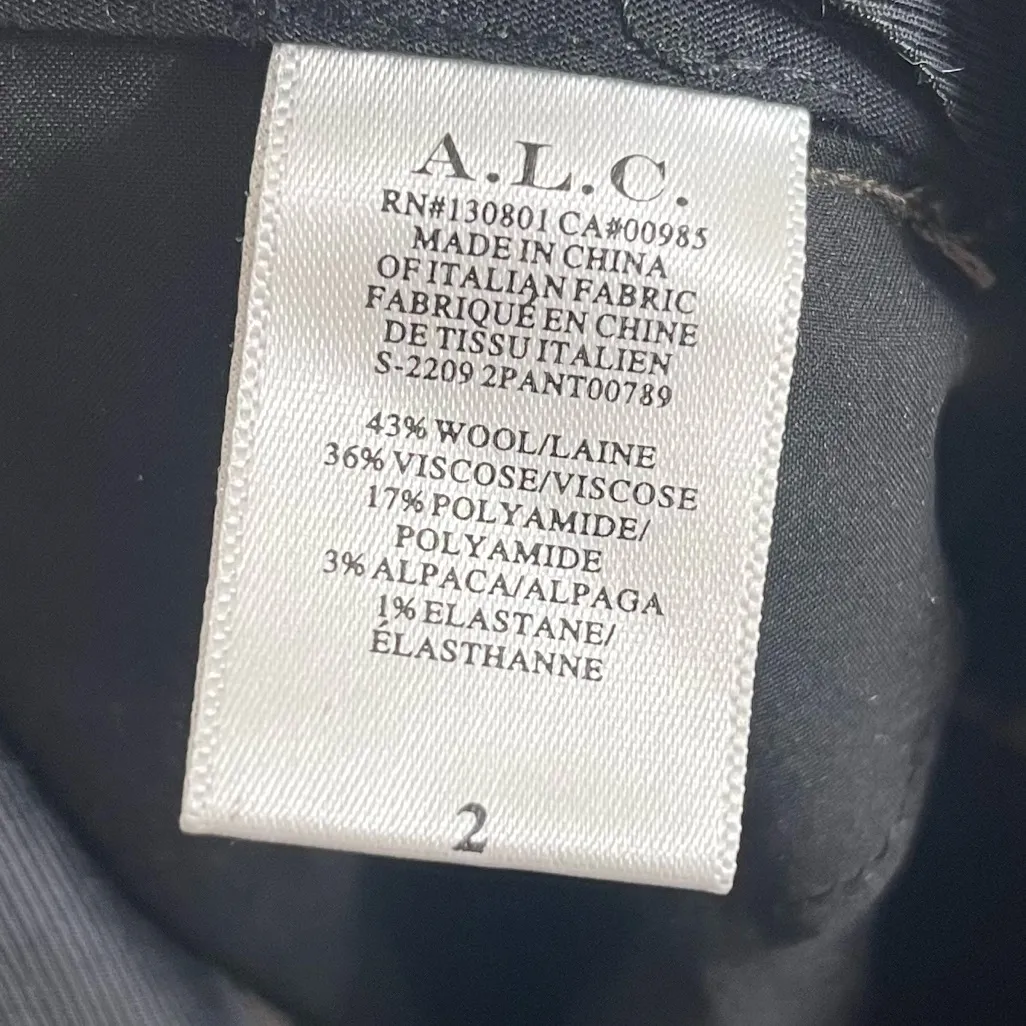 A.L.C.
RN#130801 CA#00985
MADE IN CHINA
OF ITALIAN FABRIC
FABRIQUÉ EN CHINE
DE TISSU ITALIEN
S-2209 2PANT00789
43% WOOL/LAINE
36% VISCOSE/VISCOSE
17% POLYAMIDE/
POLYAMIDE
3% ALPACA/ALPAGA
1% ELASTANE/
ÉLASTHANNE
2